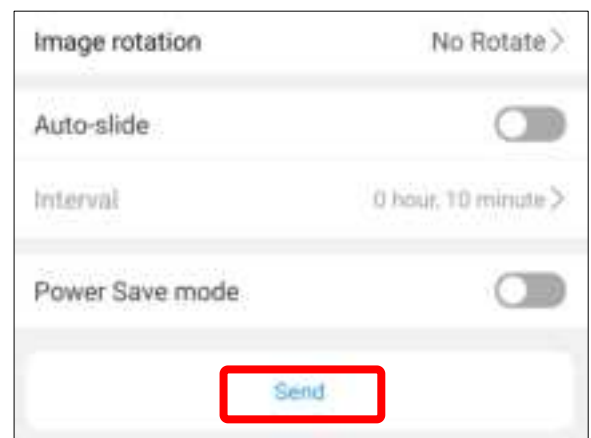 Image rotation No Rotate >
Auto-slide
Interval 0 hour, 10 minute >
Power Save mode
Send